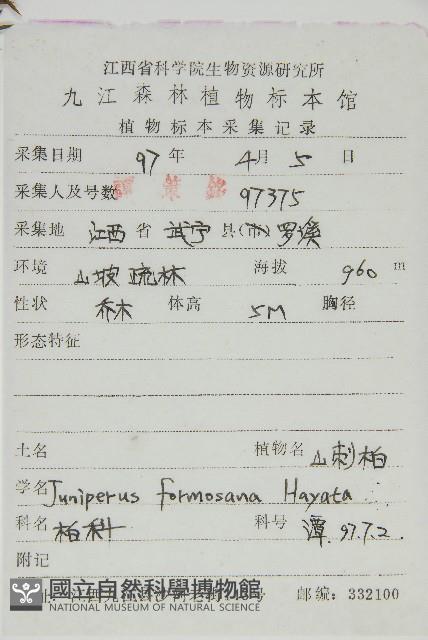 江西省科学院生物资源研究所
九江森林植物标本馆
植物标本采集记录
采集日期 97年 4月 5日
采集人及号数 97375
采集地 江西省 武宁县(市) 罗溪
环境 山坡疏林 海拔 960 m
性状 乔木 体高 5M 胸径
形态特征
土名 植物名 山刺柏
学名 Juniperus formosana Hayata
科名 柏科 科号 潭.97.7.2.
附记
國立自然科學博物館
NATIONAL MUSEUM OF NATURAL SCIENCE
邮编: 332100